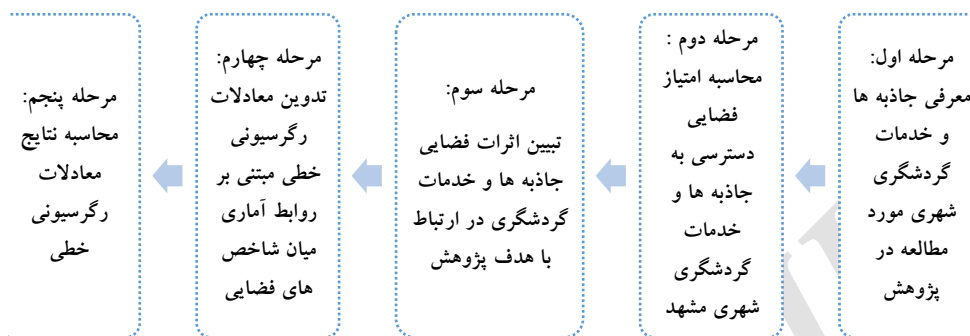 مرحله اول:
معرفی جاذبه ها
و خدمات
گردشگری
شهری مورد
مطالعه در
پژوهش
مرحله دوم :
محاسبه امتیاز
فضایی
دسترسی به
جاذبه ها و
خدمات
گردشگری
شهری مشهد
مرحله سوم:
تبیین اثرات فضایی
جاذبه ها و خدمات
گردشگری در ارتباط
با هدف پژوهش
مرحله چهارم:
تدوین معادلات
رگرسیونی
خطی مبتنی بر
روابط آماری
میان شاخص
های فضایی
مرحله پنجم:
محاسبه نتایج
معادلات
رگرسیونی
خطی